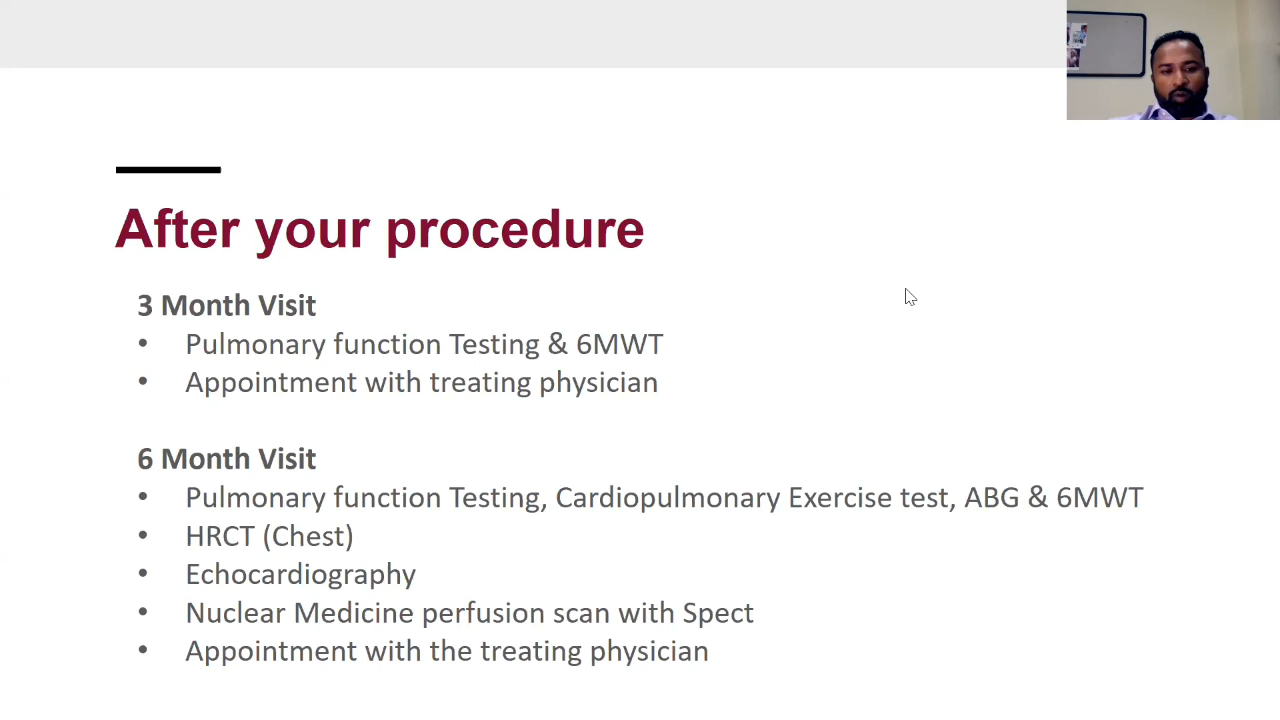 After your procedure
3 Month Visit
• Pulmonary function Testing & 6MWT
• Appointment with treating physician
6 Month Visit
• Pulmonary function Testing, Cardiopulmonary Exercise test, ABG & 6MWT
• HRCT (Chest)
• Echocardiography
• Nuclear Medicine perfusion scan with Spect
• Appointment with the treating physician